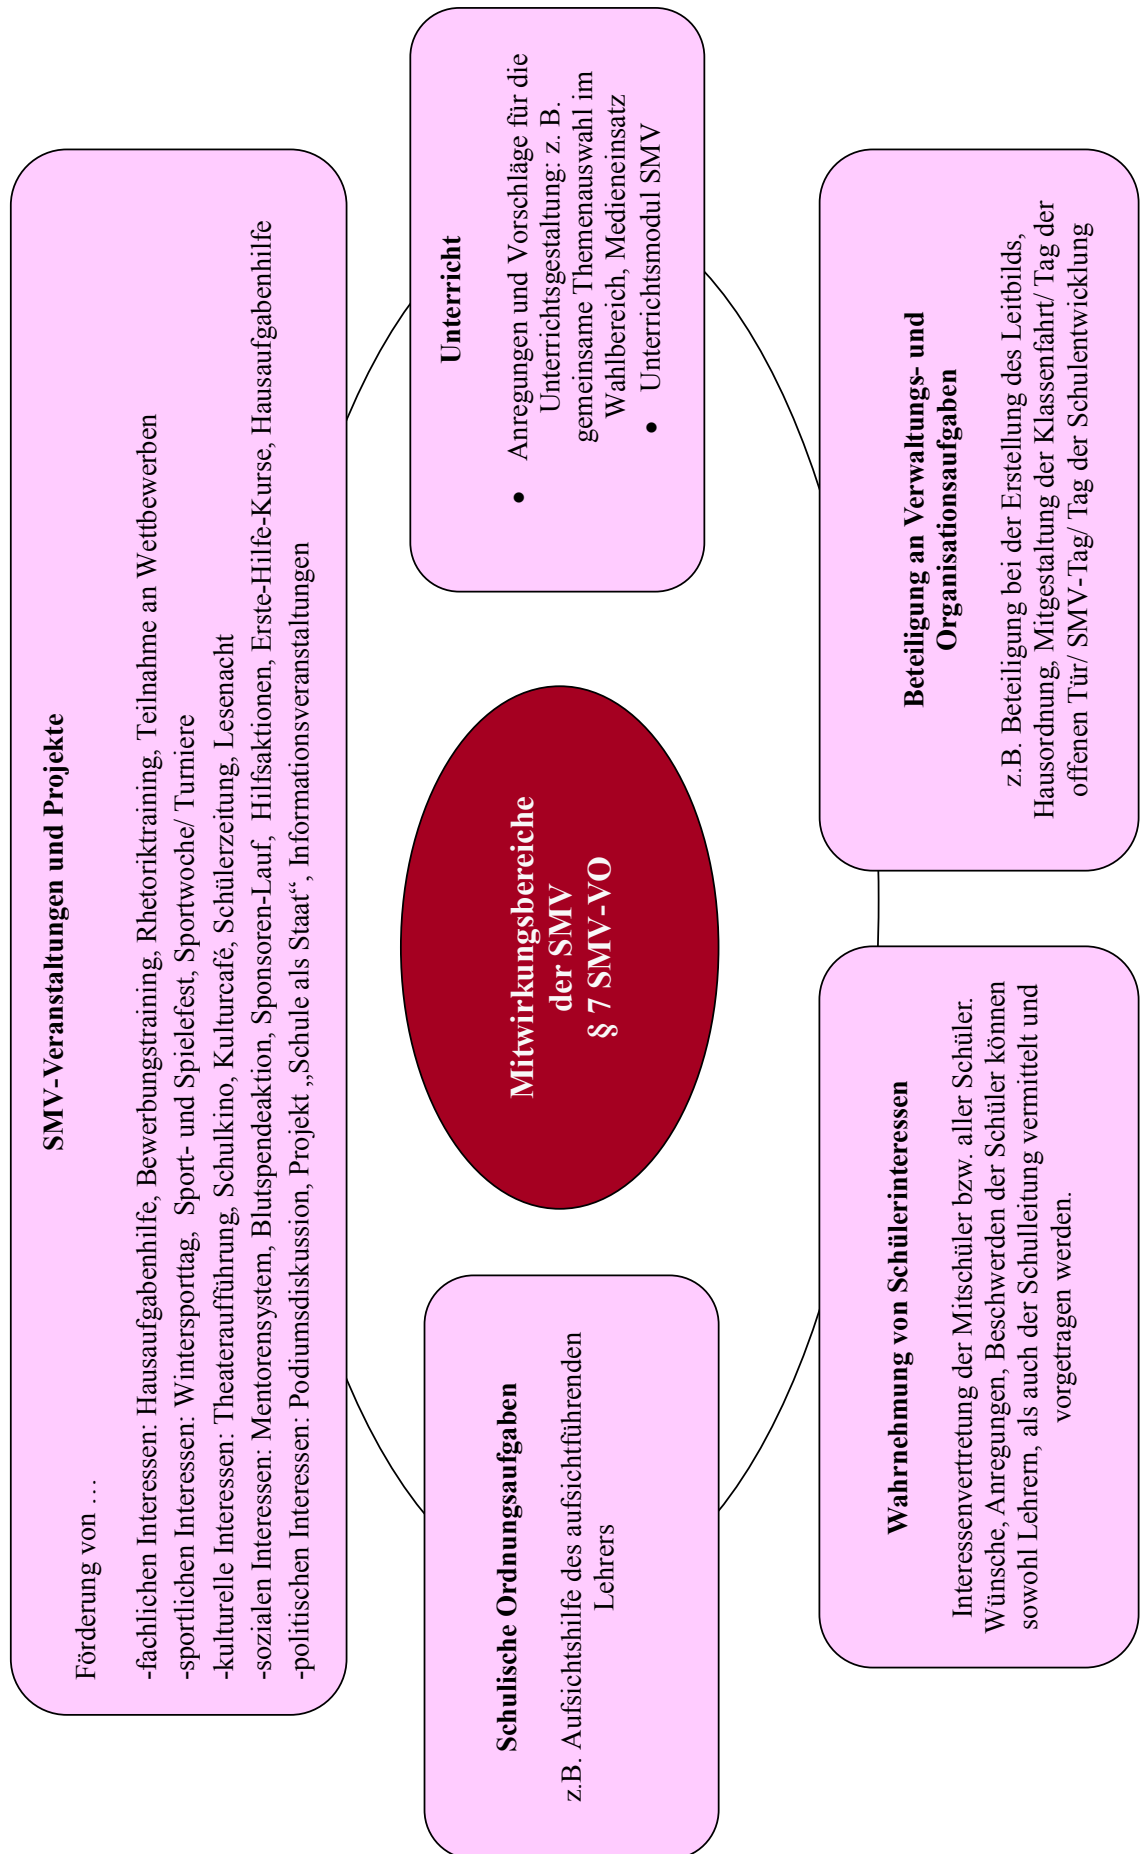 SMV-Veranstaltungen und Projekte
Förderung von …
-fachlichen Interessen: Hausaufgabenhilfe, Bewerbungstraining, Rhetoriktraining, Teilnahme an Wettbewerben
-sportlichen Interessen: Wintersporttag, Sport- und Spielefest, Sportwoche/ Turniere
-kulturelle Interessen: Theateraufführung, Schulkino, Kulturcafé, Schülerzeitung, Lesenacht
-sozialen Interessen: Mentorensystem, Blutspendeaktion, Sponsoren-Lauf, Hilfsaktionen, Erste-Hilfe-Kurse, Hausaufgabenhilfe
-politischen Interessen: Podiumsdiskussion, Projekt „Schule als Staat“, Informationsveranstaltungen
Schulische Ordnungsaufgaben
z.B. Aufsichtshilfe des aufsichtführenden
Lehrers
Mitwirkungsbereiche
der SMV
§ 7 SMV-VO
Unterricht
• Anregungen und Vorschläge für die
Unterrichtsgestaltung: z. B.
gemeinsame Themenauswahl im
Wahlbereich, Medieneinsatz
• Unterrichtsmodul SMV
Wahrnehmung von Schülerinteressen
Interessenvertretung der Mitschüler bzw. aller Schüler.
Wünsche, Anregungen, Beschwerden der Schüler können
sowohl Lehrern, als auch der Schulleitung vermittelt und
vorgetragen werden.
Beteiligung an Verwaltungs- und
Organisationsaufgaben
z.B. Beteiligung bei der Erstellung des Leitbilds,
Hausordnung, Mitgestaltung der Klassenfahrt/ Tag der
offenen Tür/ SMV-Tag/ Tag der Schulentwicklung